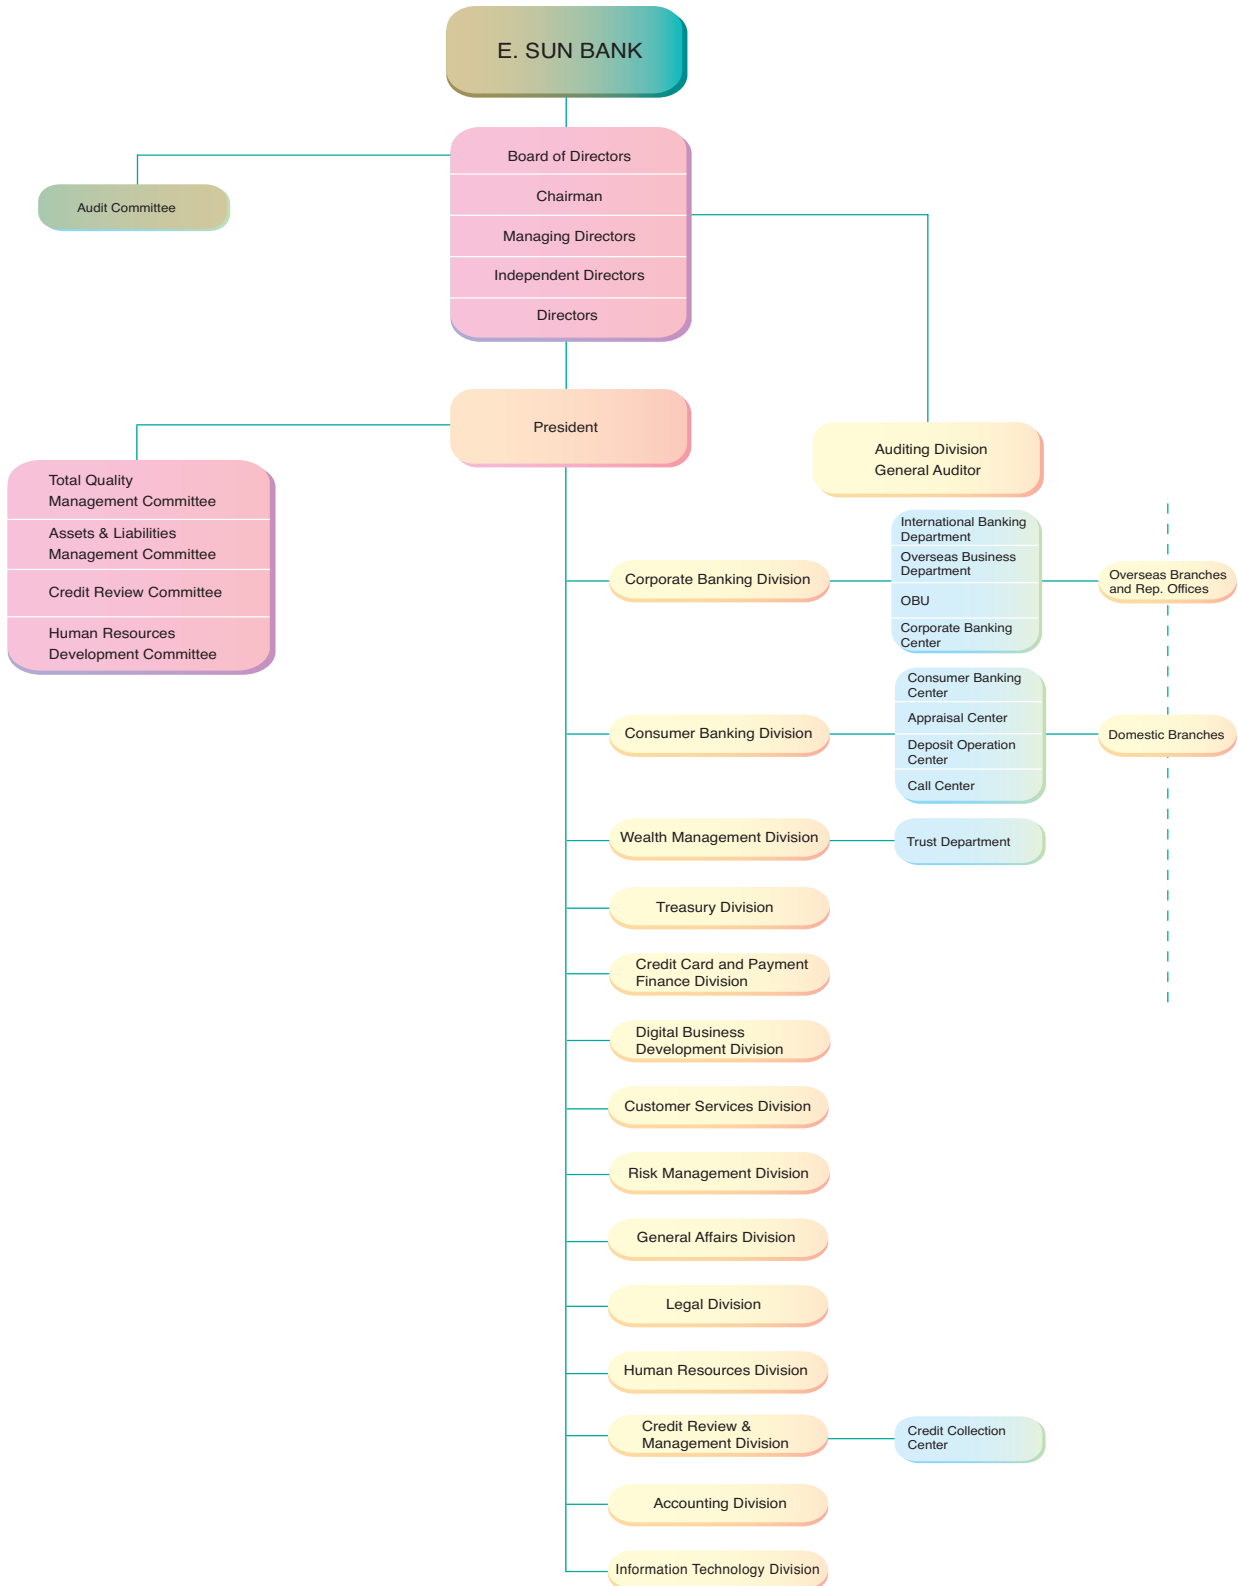 E. SUN BANK
Board of Directors
Chairman
Managing Directors
Independent Directors
Directors
Audit Committee
President
Auditing Division
General Auditor
Total Quality
Management Committee
Assets & Liabilities
Management Committee
Credit Review Committee
Human Resources
Development Committee
Corporate Banking Division
International Banking
Department
Overseas Business
Department
OBU
Corporate Banking
Center
Overseas Branches
and Rep. Offices
Consumer Banking Division
Consumer Banking
Center
Appraisal Center
Deposit Operation
Center
Call Center
Domestic Branches
Wealth Management Division
Trust Department
Treasury Division
Credit Card and Payment
Finance Division
Digital Business
Development Division
Customer Services Division
Risk Management Division
General Affairs Division
Legal Division
Human Resources Division
Credit Review &
Management Division
Credit Collection
Center
Accounting Division
Information Technology Division